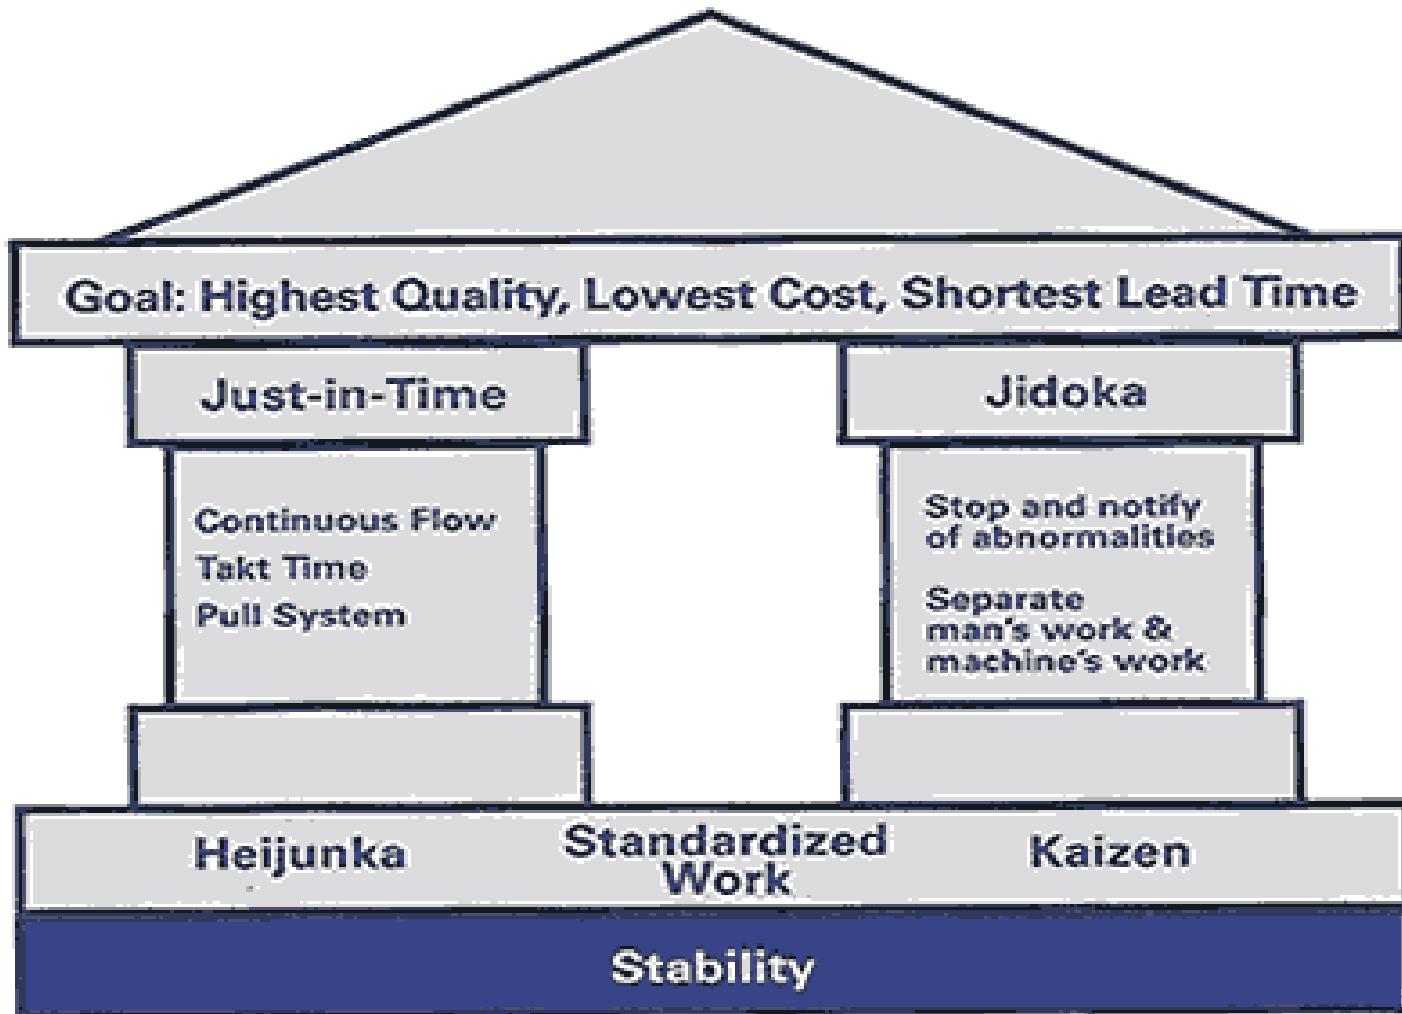 Goal: Highest Quality, Lowest Cost, Shortest Lead Time
Just-in-Time
Jidoka
Continuous Flow
Takt Time
Pull System
Stop and notify
of abnormalities
Separate
man's work &
machine's work
Heijunka
Standardized
Work
Kaizen
Stability